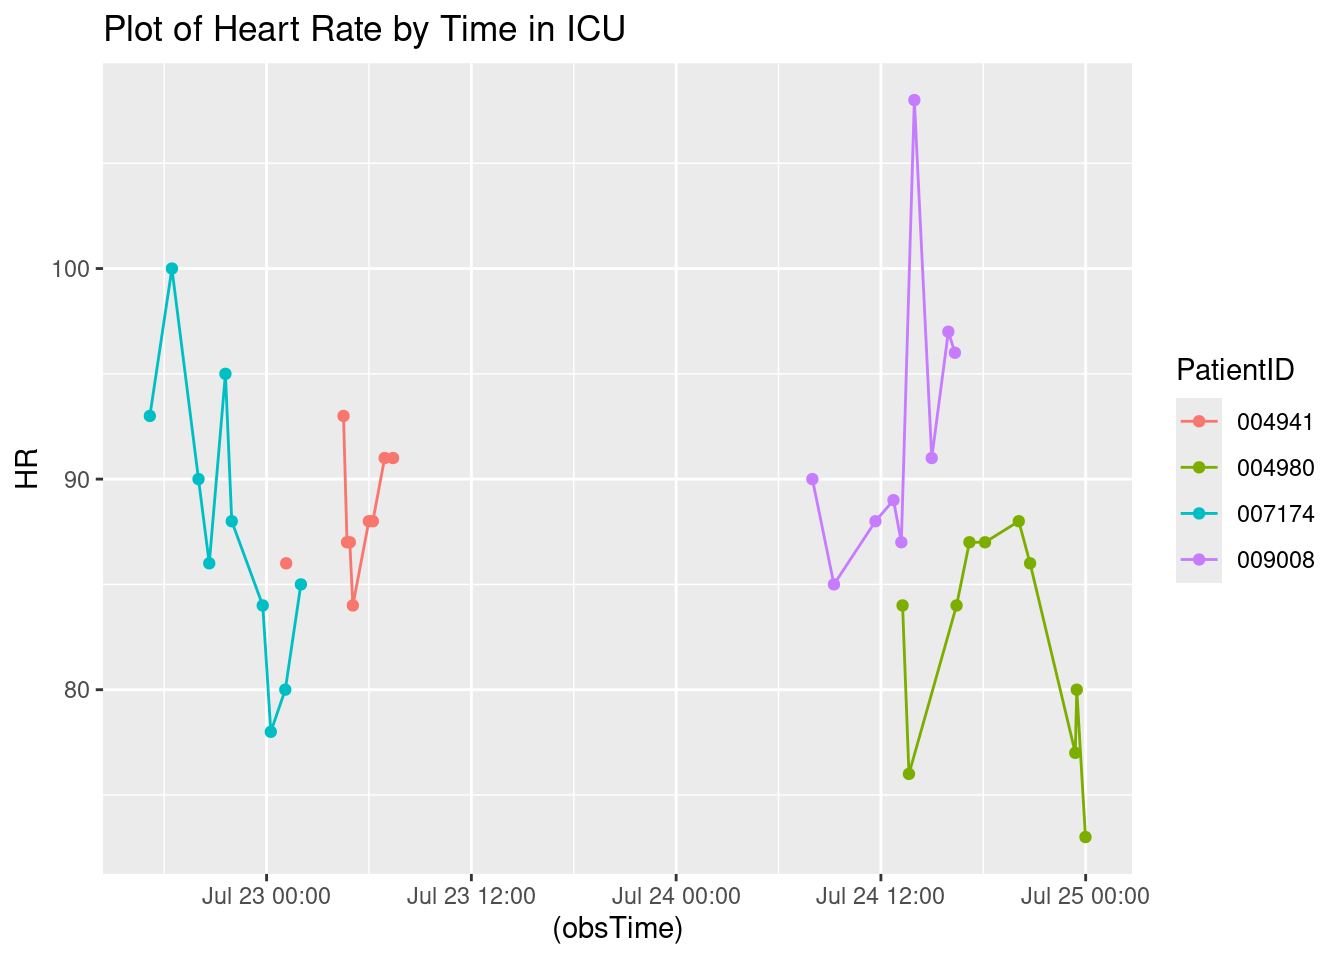 Plot of Heart Rate by Time in ICU
HR
100
90
80
Jul 23 00:00 Jul 23 12:00 Jul 24 00:00 Jul 24 12:00 Jul 25 00:00
(obsTime)
PatientID
004941
004980
007174
009008